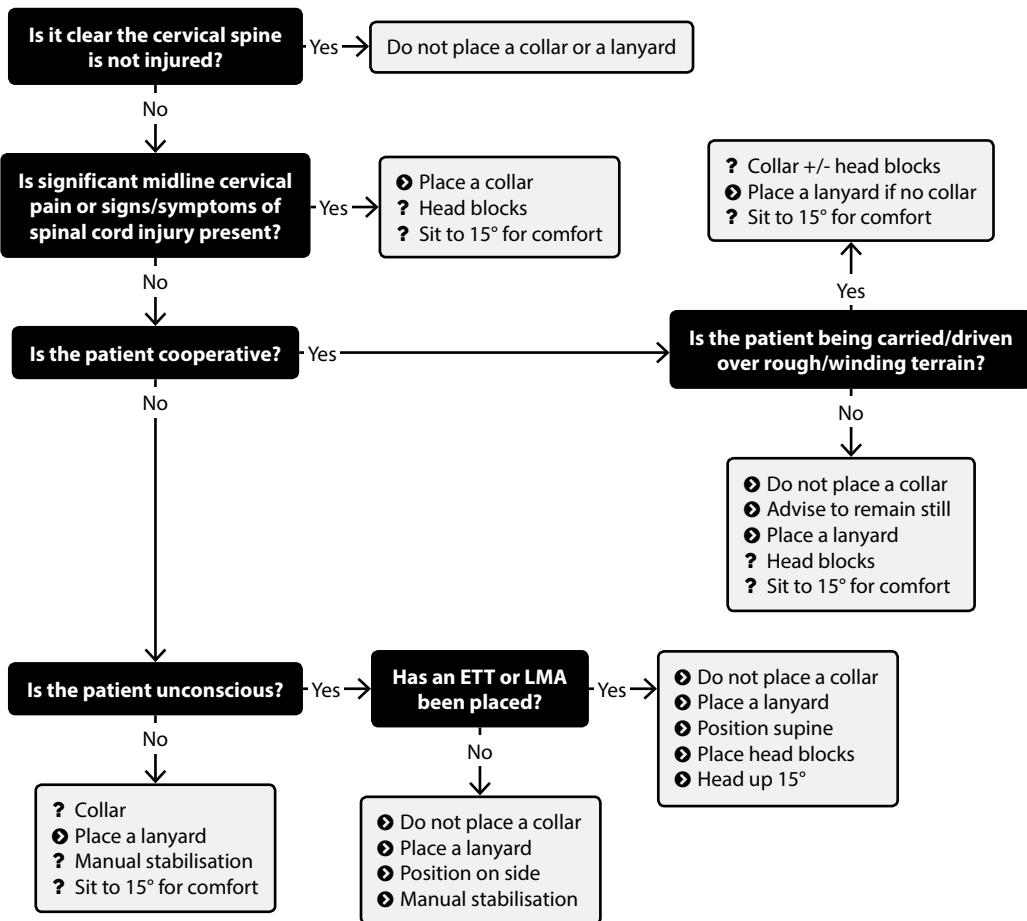 Is it clear the cervical spine
is not injured?
Yes
Do not place a collar or a lanyard
No
Is significant midline cervical
pain or signs/symptoms of
spinal cord injury present?
Yes
Place a collar
? Head blocks
? Sit to 15° for comfort
? Collar +/- head blocks
Place a lanyard if no collar
? Sit to 15° for comfort
No
Yes
Is the patient cooperative?
Yes
Is the patient being carried/driven
over rough/winding terrain?
No
No
Do not place a collar
Advise to remain still
Place a lanyard
? Head blocks
? Sit to 15° for comfort
Is the patient unconscious?
Yes
Has an ETT or LMA
been placed?
Yes
Do not place a collar
Place a lanyard
Position supine
Place head blocks
Head up 15°
No
? Collar
Place a lanyard
? Manual stabilisation
? Sit to 15° for comfort
No
Do not place a collar
Place a lanyard
Position on side
Manual stabilisation